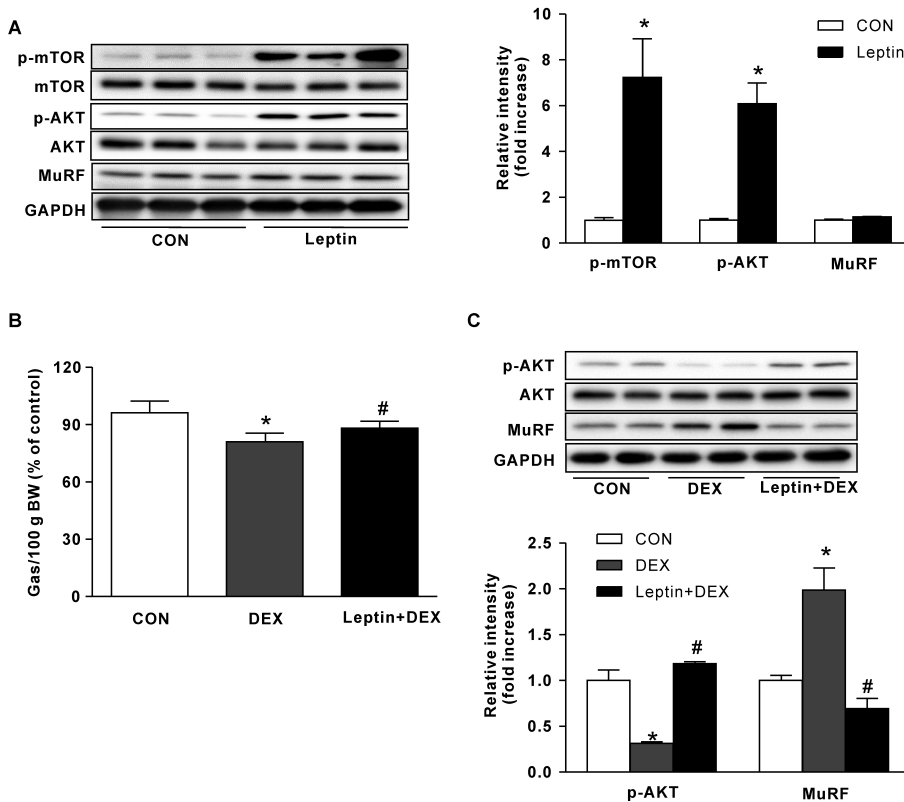 A
p-mTOR
mTOR
p-AKT
AKT
MuRF
GAPDH
CON Leptin
Relative intensity
(fold increase)
10
8
6
4
2
0
* *
CON
Leptin
p-mTOR p-AKT MuRF
B
Gas/100 g BW (% of control)
120
90
60
30
0
* #
CON DEX Leptin+DEX
C
p-AKT
AKT
MuRF
GAPDH
CON DEX Leptin+DEX
Relative intensity
(fold increase)
2.5
2.0
1.5
1.0
0.5
0.0
CON
DEX
Leptin+DEX
* # * #
p-AKT MuRF